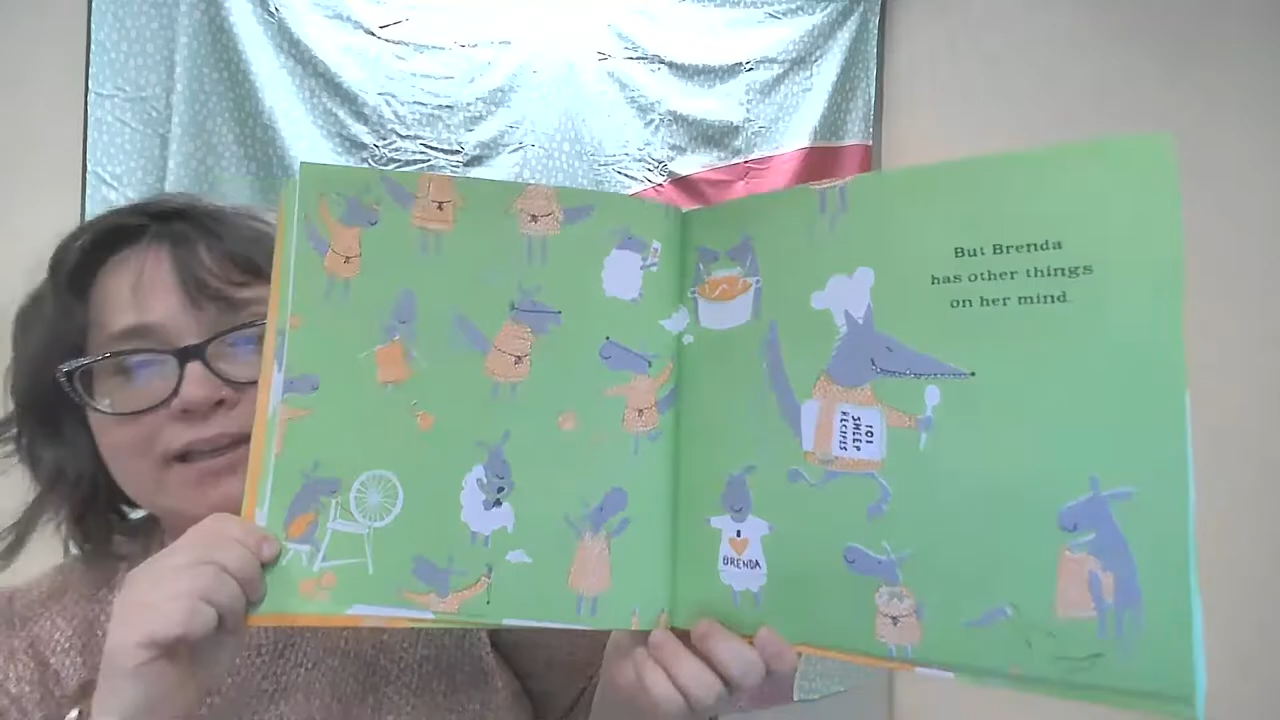 But Brenda
has other things
on her mind.
101
SHEEP
RECIPES
I
BRENDA